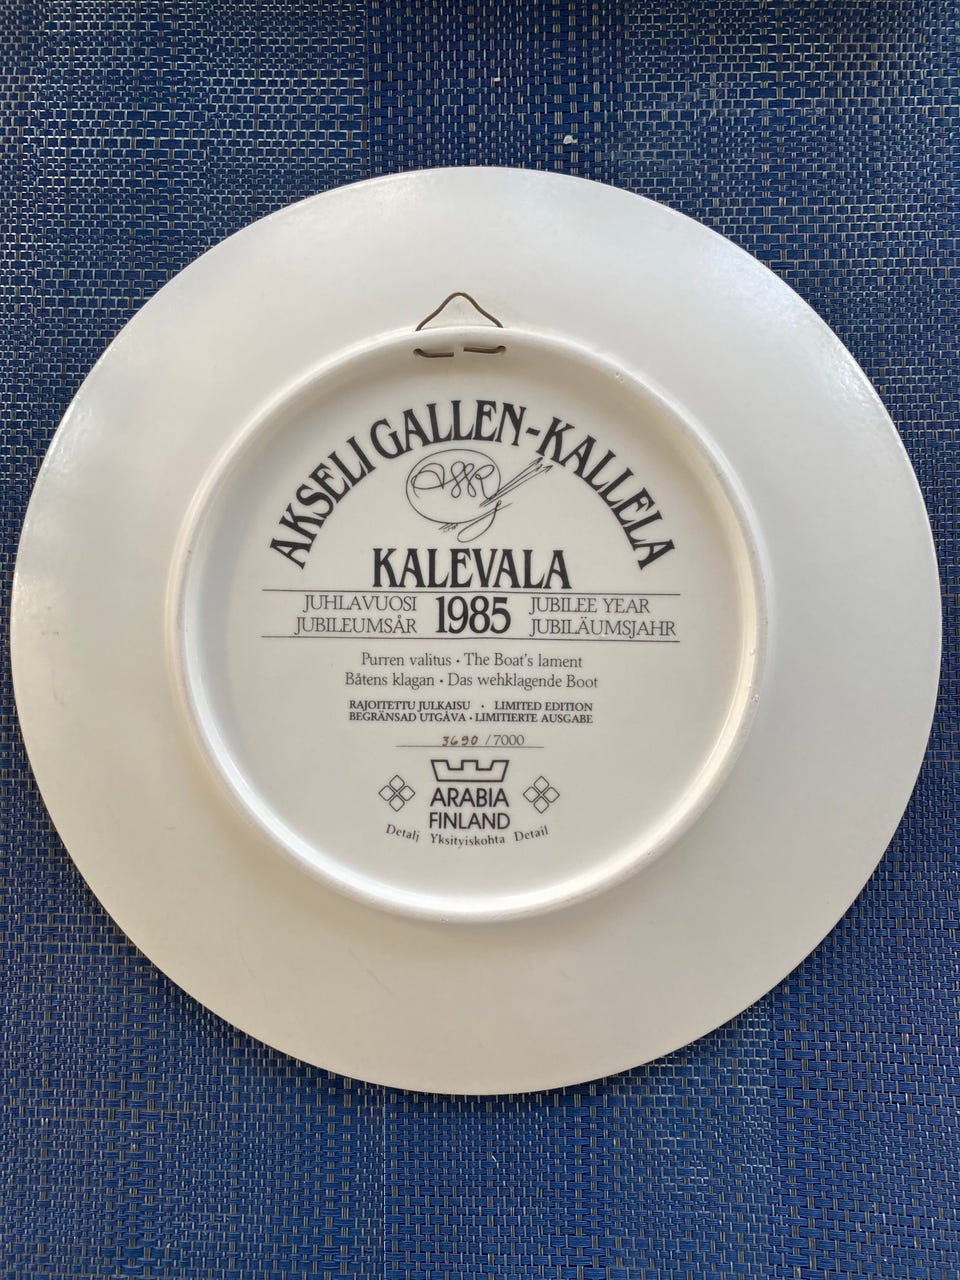 AKSELI GALLEN-KALLELA
KALEVALA
JUHLAVUOSI 1985 JUBILEE YEAR
JUBILEUMSÅR JUBILÄUMSJAHR
Purren valitus • The Boat's lament
Båtens klagan • Das wehklagende Boot
RAJOITETTU JULKAISU • LIMITED EDITION
BEGRÄNSAD UTGÅVA • LIMITIERTE AUSGABE
3690 / 7000
ARABIA
FINLAND
Detalj Yksityiskohta Detail